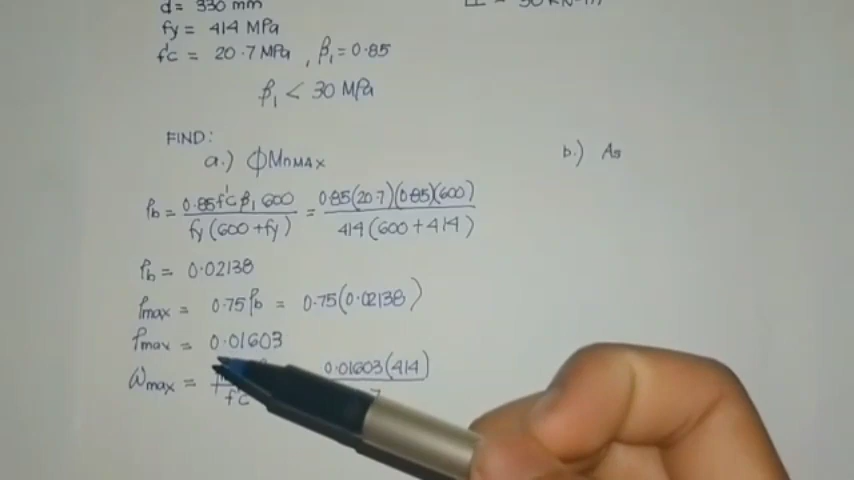 d = 330 mm
fy = 414 MPa
f'c = 20.7 MPa , β₁ = 0.85
β₁ < 30 MPa
FIND:
a.) ϕMnMAX
b.) As
ρb = 0.85f'c β₁ 600 / fy (600 + fy) = 0.85(20.7)(0.85)(600) / 414 (600 + 414)
ρb = 0.02138
ρmax = 0.75ρb = 0.75(0.02138)
ρmax = 0.01603
ωmax = f'c 0.01603(414)